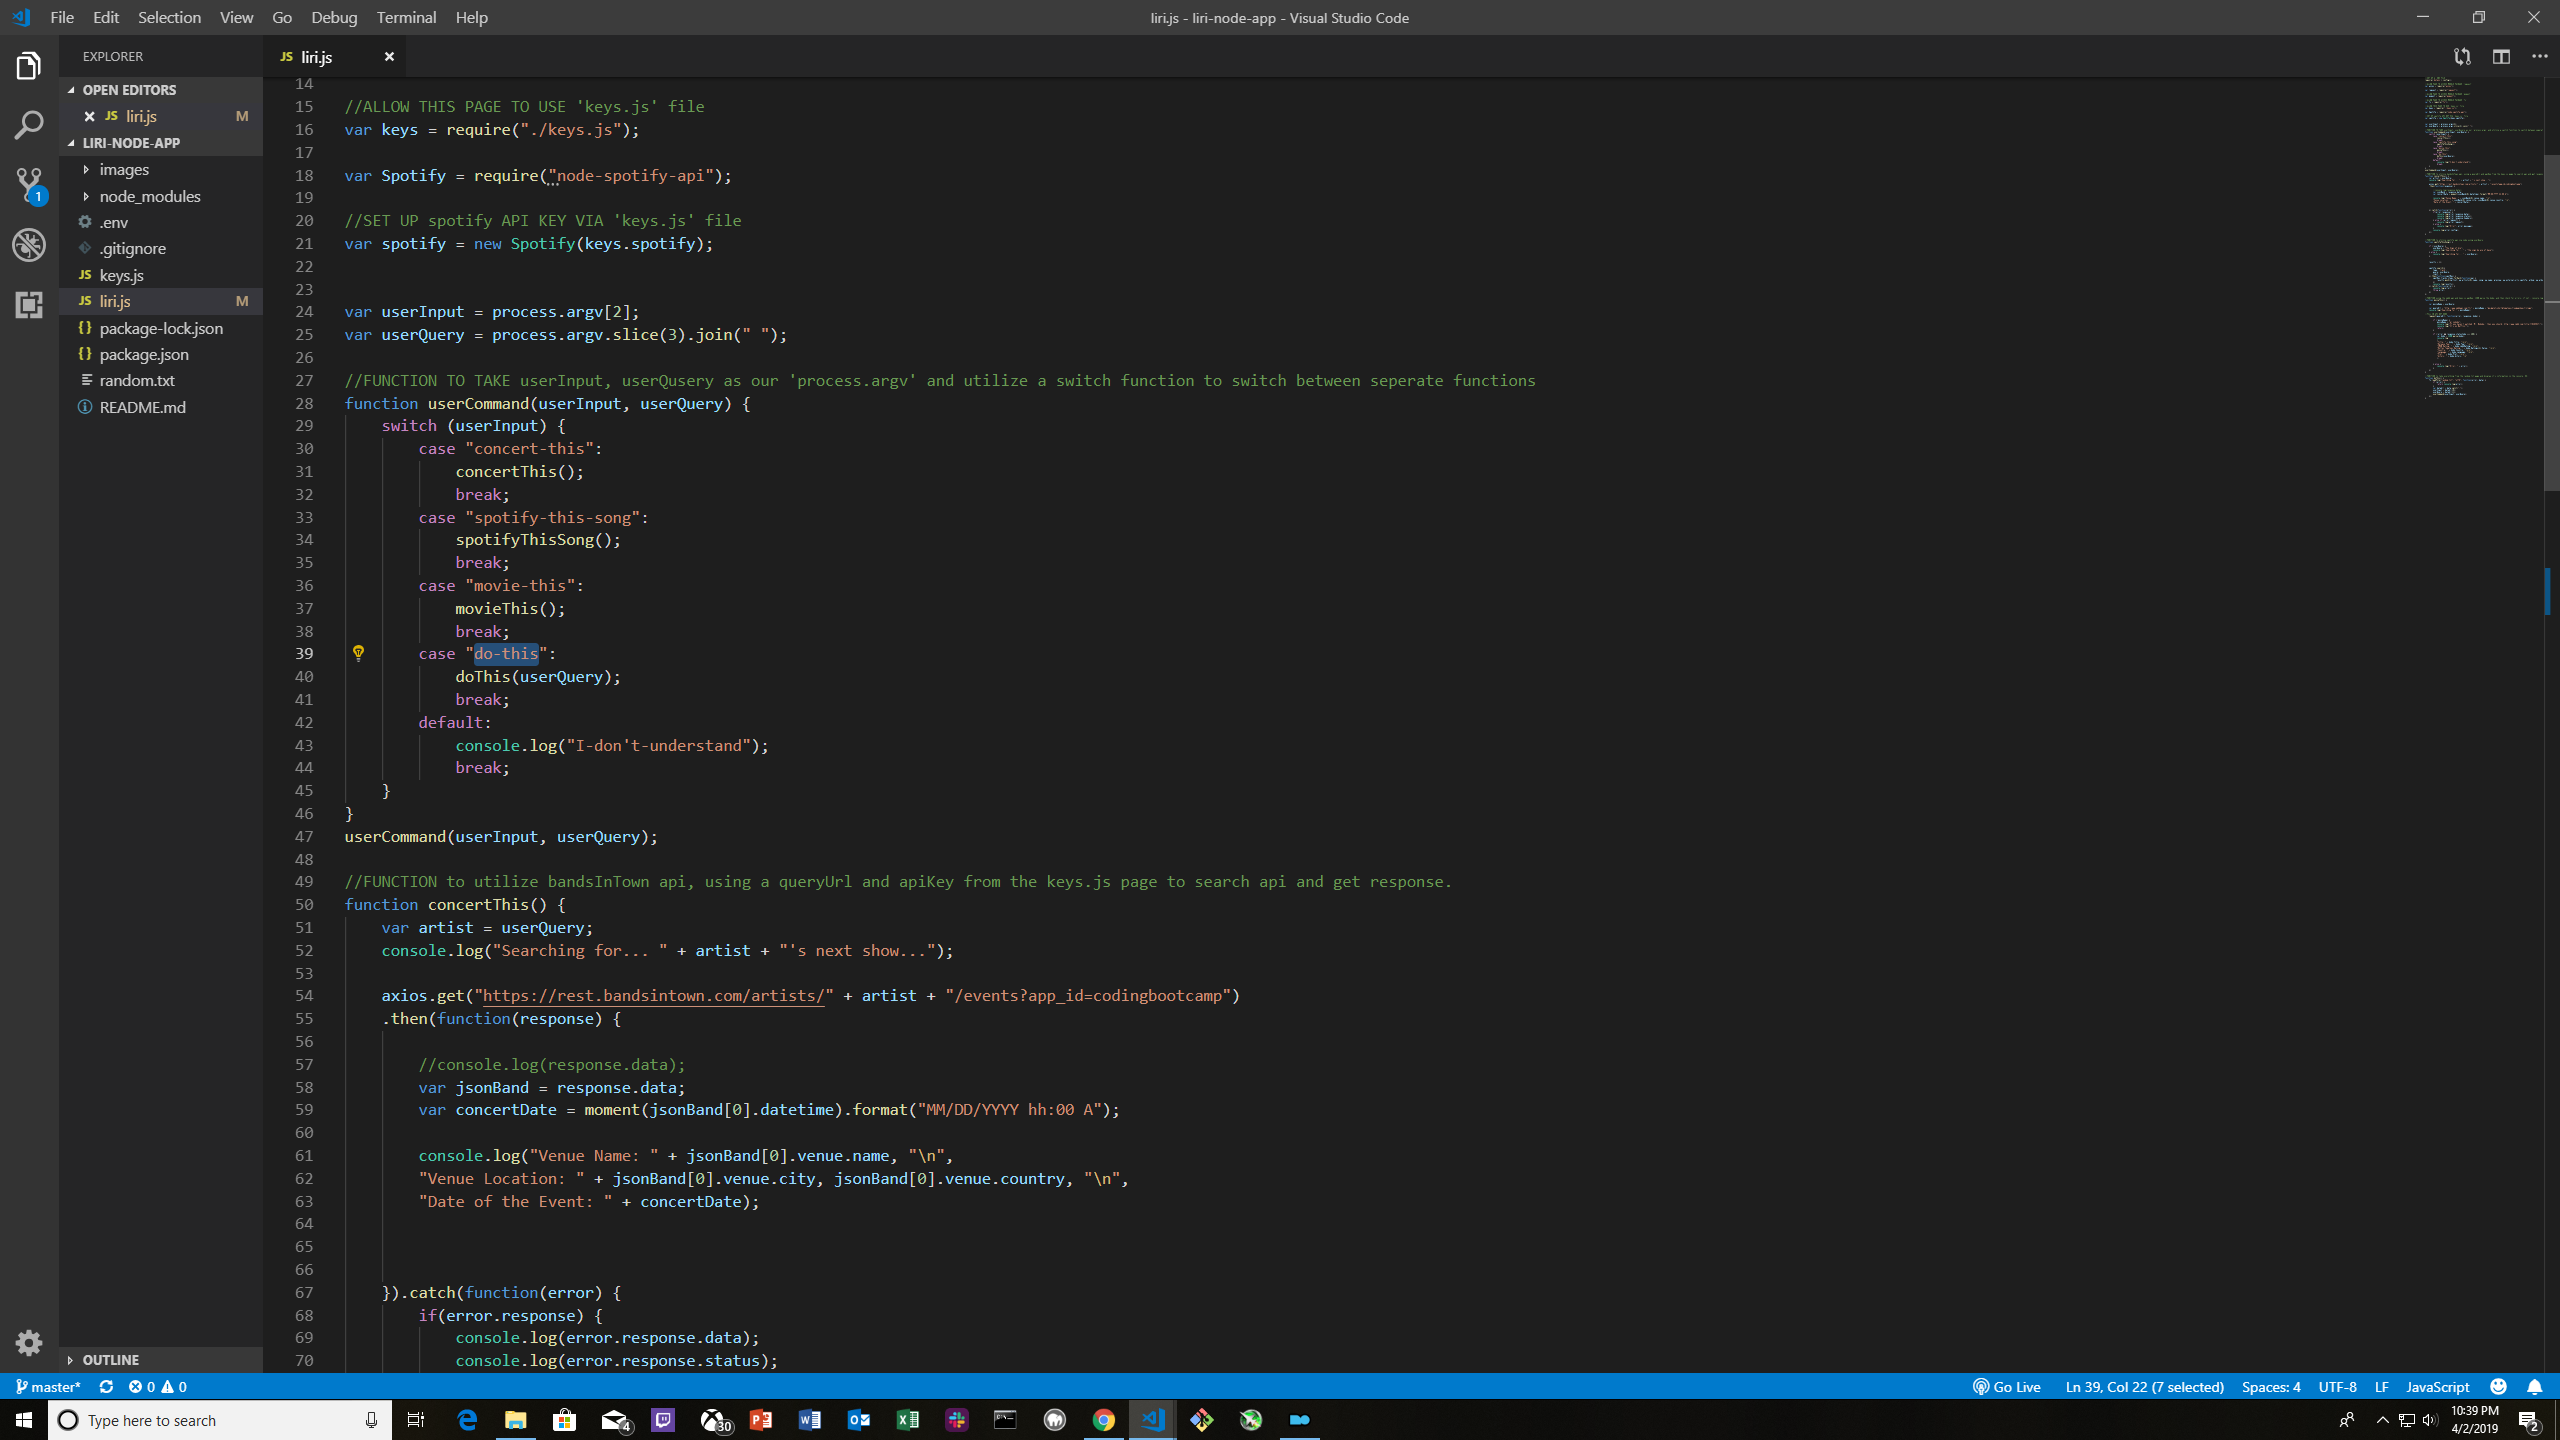 File Edit Selection View Go Debug Terminal Help
liri.js - liri-node-app - Visual Studio Code
EXPLORER
OPEN EDITORS
JS liri.js M
LIRI-NODE-APP
images
node_modules
.env
.gitignore
JS keys.js
JS liri.js M
{} package-lock.json
{} package.json
random.txt
README.md
OUTLINE
JS liri.js
14
15 //ALLOW THIS PAGE TO USE 'keys.js' file
16 var keys = require("./keys.js");
17
18 var Spotify = require("node-spotify-api");
19
20 //SET UP spotify API KEY VIA 'keys.js' file
21 var spotify = new Spotify(keys.spotify);
22
23
24 var userInput = process.argv[2];
25 var userQuery = process.argv.slice(3).join(" ");
26
27 //FUNCTION TO TAKE userInput, userQusery as our 'process.argv' and utilize a switch function to switch between seperate functions
28 function userCommand(userInput, userQuery) {
29 switch (userInput) {
30 case "concert-this":
31 concertThis();
32 break;
33 case "spotify-this-song":
34 spotifyThisSong();
35 break;
36 case "movie-this":
37 movieThis();
38 break;
39 case "do-this":
40 doThis(userQuery);
41 break;
42 default:
43 console.log("I-don't-understand");
44 break;
45 }
46 }
47 userCommand(userInput, userQuery);
48
49 //FUNCTION to utilize bandsInTown api, using a queryUrl and apiKey from the keys.js page to search api and get response.
50 function concertThis() {
51 var artist = userQuery;
52 console.log("Searching for... " + artist + "'s next show...");
53
54 axios.get("https://rest.bandsintown.com/artists/" + artist + "/events?app_id=codingbootcamp")
55 .then(function(response) {
56
57 //console.log(response.data);
58 var jsonBand = response.data;
59 var concertDate = moment(jsonBand[0].datetime).format("MM/DD/YYYY hh:00 A");
60
61 console.log("Venue Name: " + jsonBand[0].venue.name, "\n",
62 "Venue Location: " + jsonBand[0].venue.city, jsonBand[0].venue.country, "\n",
63 "Date of the Event: " + concertDate);
64
65
66
67 }).catch(function(error) {
68 if(error.response) {
69 console.log(error.response.data);
70 console.log(error.response.status);
1
master* 0 0
Go Live Ln 39, Col 22 (7 selected) Spaces: 4 UTF-8 LF JavaScript
Type here to search
4
30
10:39 PM
4/2/2019
2